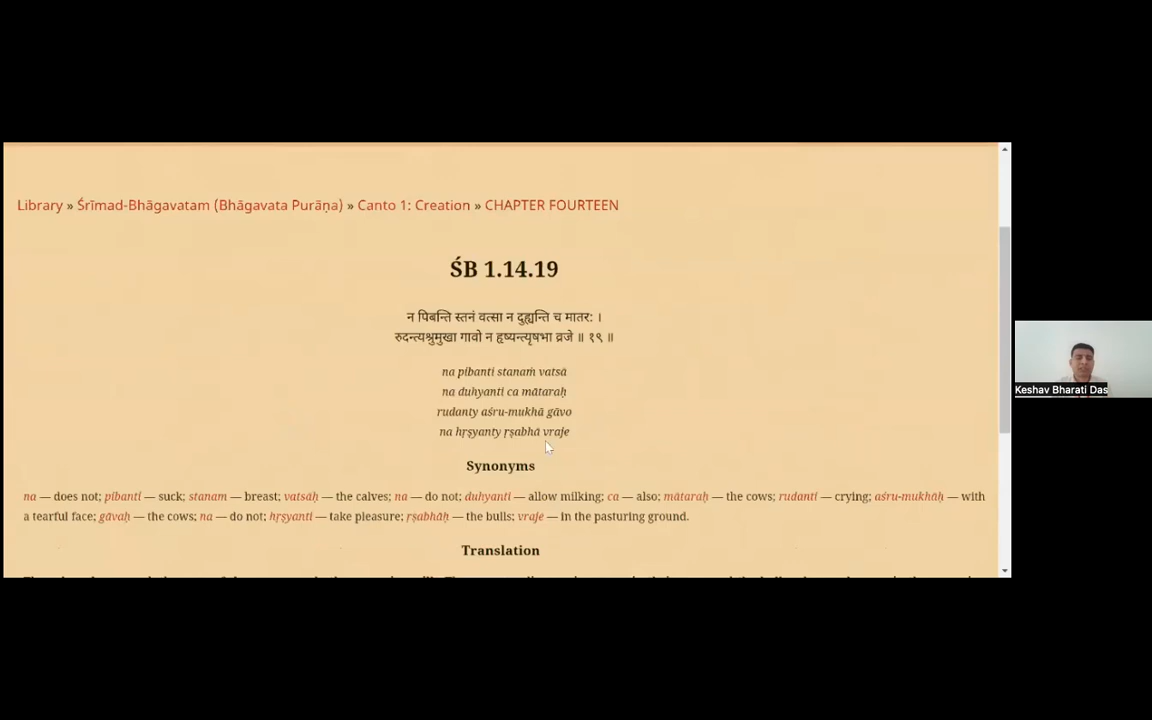 Library » Śrīmad-Bhāgavatam (Bhāgavata Purāṇa) » Canto 1: Creation » CHAPTER FOURTEEN
ŚB 1.14.19
न पिबन्ति स्तनं वत्सा न दुह्यन्ति च मातर: ।
रुदन्त्यश्रुमुखा गावो न हृष्यन्त्यृषभा व्रजे ॥ १९ ॥
na pibanti stanaṁ vatsā
na duhyanti ca mātaraḥ
rudanty aśru-mukhā gāvo
na hṛṣyanty ṛṣabhā vraje
Synonyms
na — does not; pibanti — suck; stanam — breast; vatsāḥ — the calves; na — do not; duhyanti — allow milking; ca — also; mātaraḥ — the cows; rudanti — crying; aśru-mukhāḥ — with
a tearful face; gāvaḥ — the cows; na — do not; hṛṣyanti — take pleasure; ṛṣabhāḥ — the bulls; vraje — in the pasturing ground.
Translation
Keshav Bharati Das